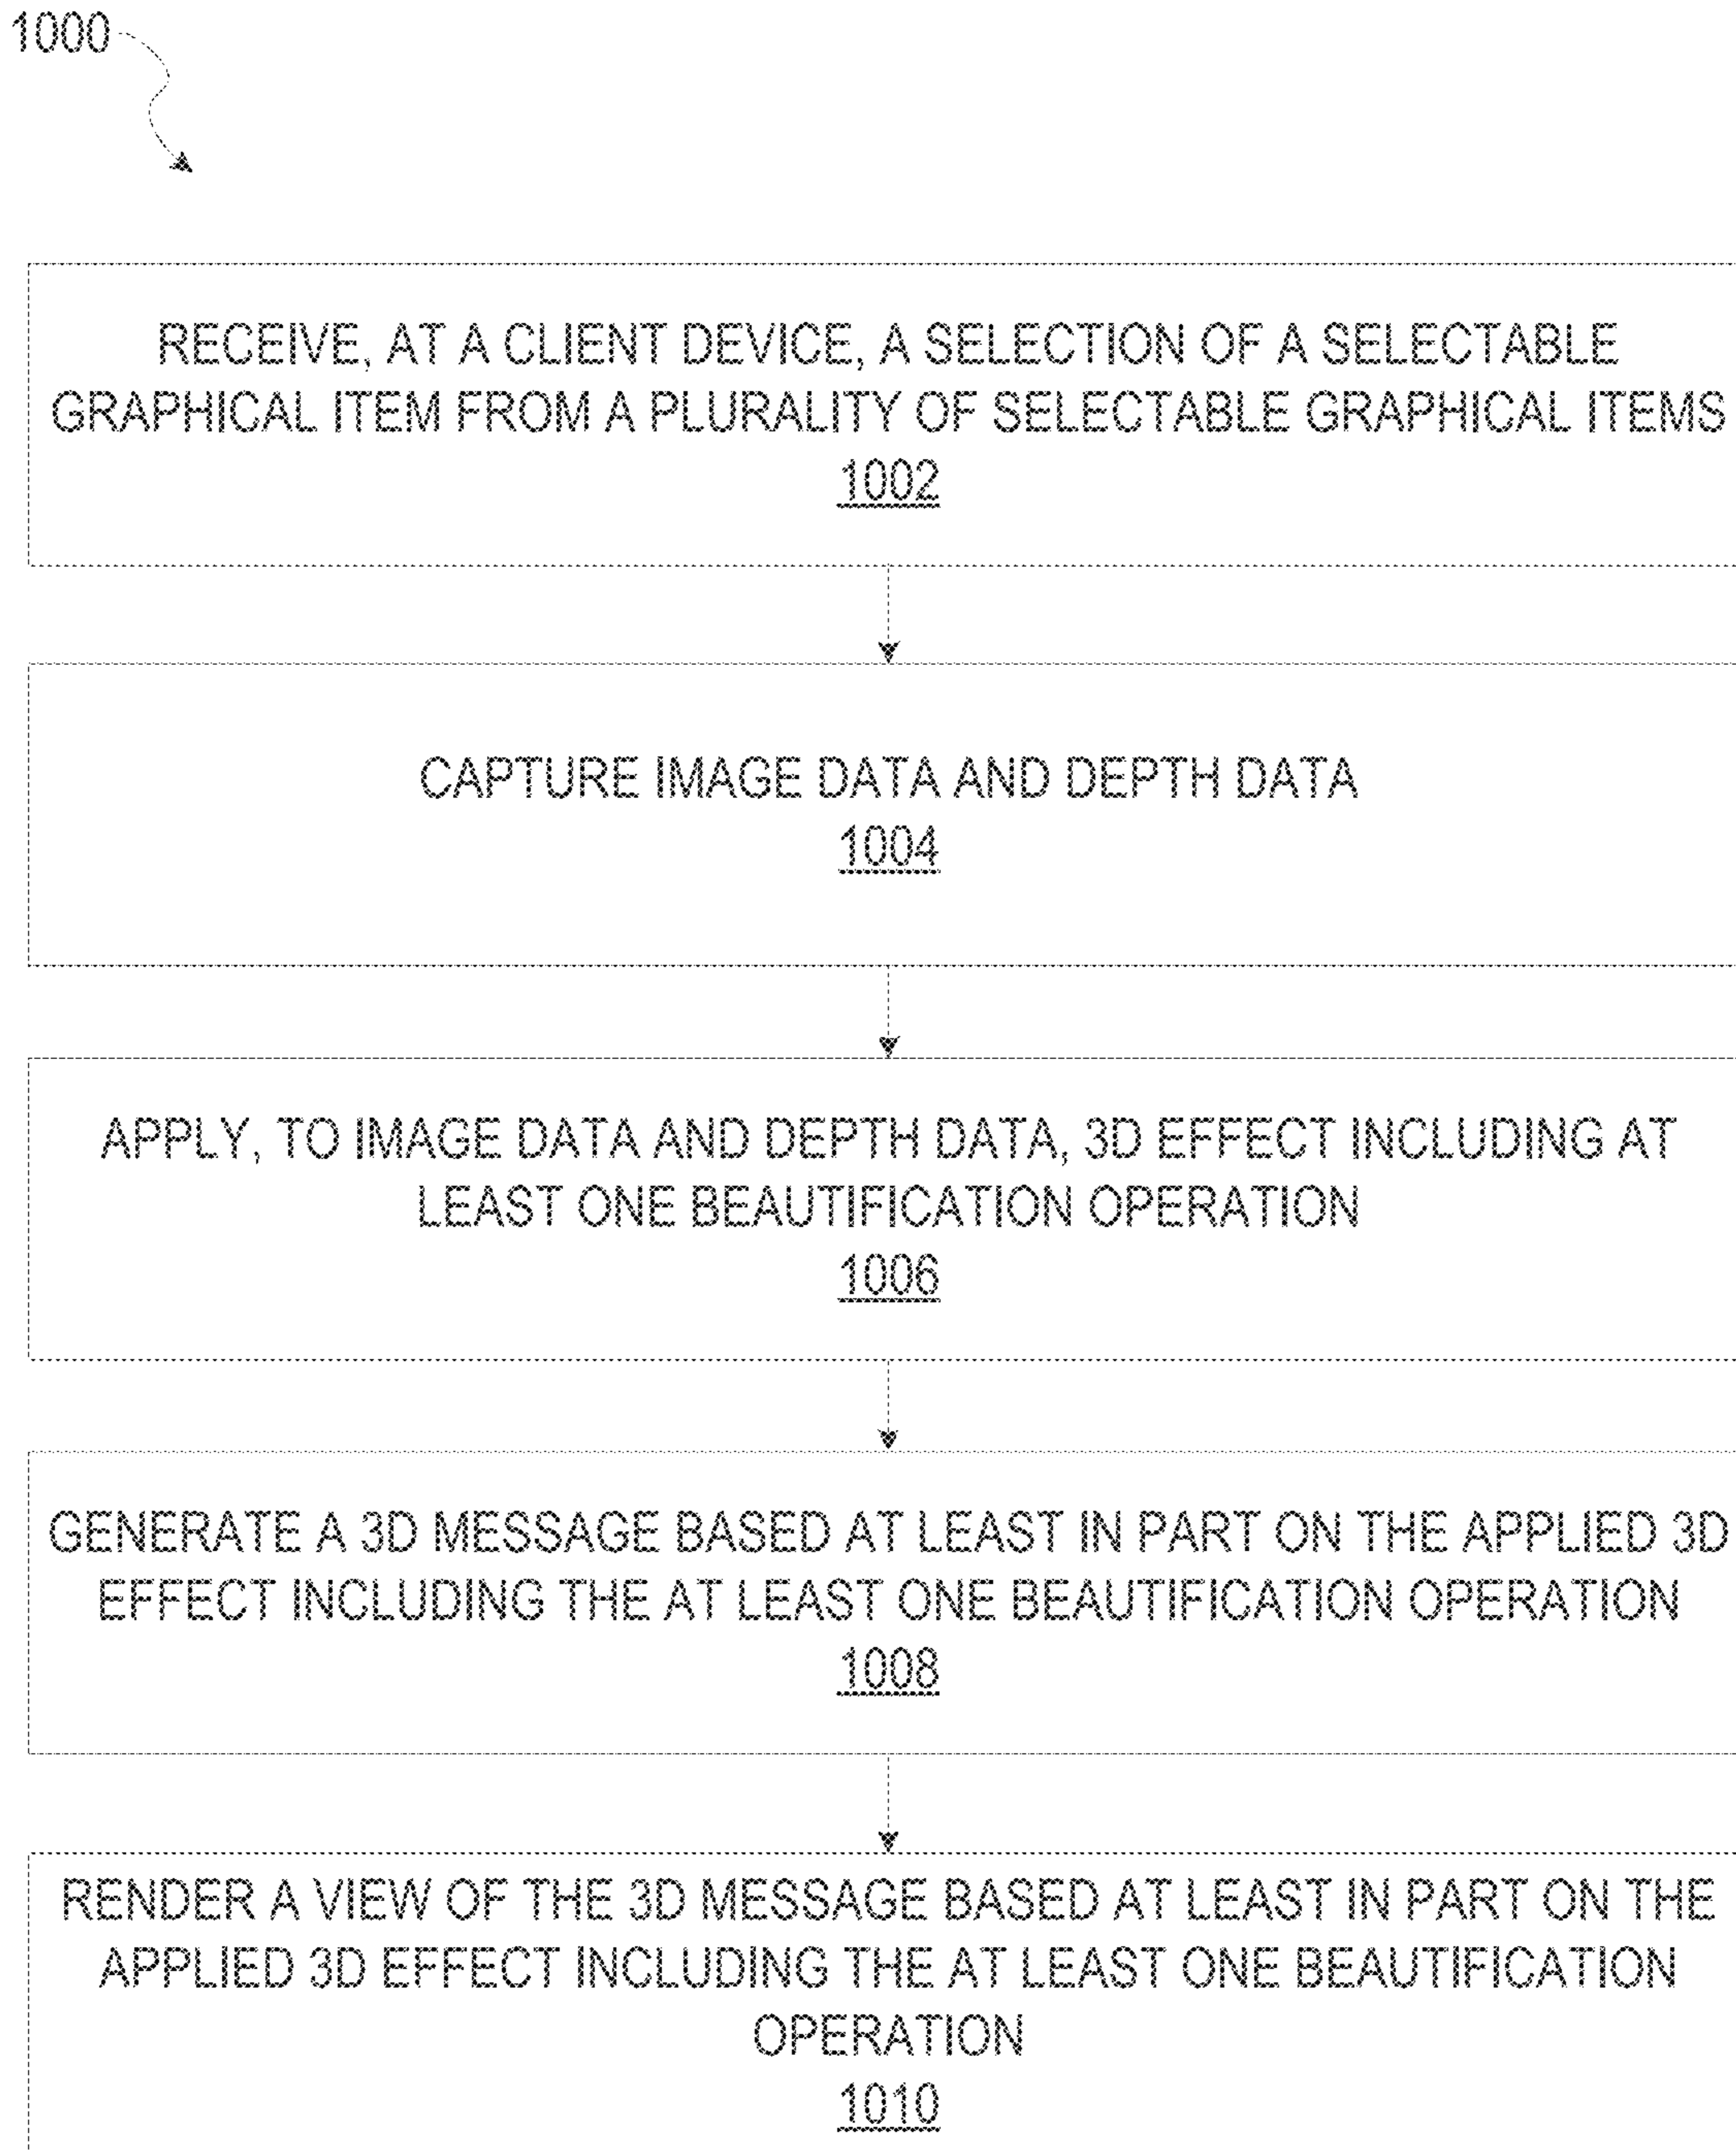 1000
RECEIVE, AT A CLIENT DEVICE, A SELECTION OF A SELECTABLE
GRAPHICAL ITEM FROM A PLURALITY OF SELECTABLE GRAPHICAL ITEMS
1002
CAPTURE IMAGE DATA AND DEPTH DATA
1004
APPLY, TO IMAGE DATA AND DEPTH DATA, 3D EFFECT INCLUDING AT
LEAST ONE BEAUTIFICATION OPERATION
1006
GENERATE A 3D MESSAGE BASED AT LEAST IN PART ON THE APPLIED 3D
EFFECT INCLUDING THE AT LEAST ONE BEAUTIFICATION OPERATION
1008
RENDER A VIEW OF THE 3D MESSAGE BASED AT LEAST IN PART ON THE
APPLIED 3D EFFECT INCLUDING THE AT LEAST ONE BEAUTIFICATION
OPERATION
1010